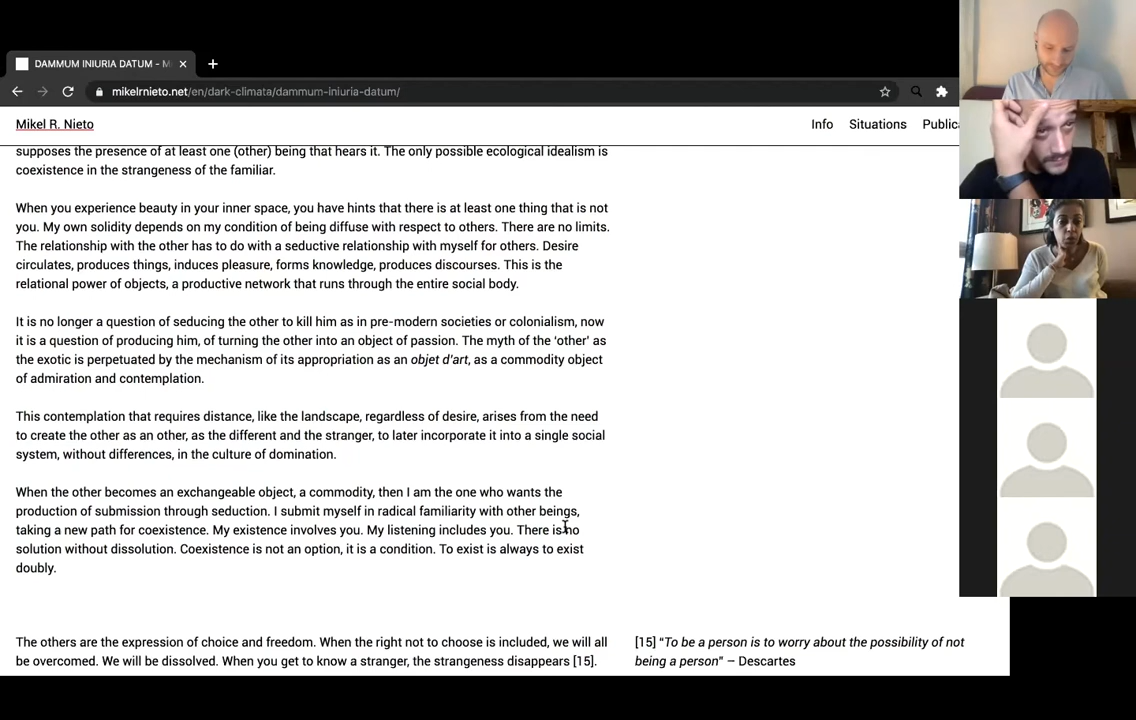 DAMMUM INIURIA DATUM - M
mikelrnieto.net/en/dark-climata/dammum-iniuria-datum/
Mikel R. Nieto
Info Situations Publica
supposes the presence of at least one (other) being that hears it. The only possible ecological idealism is
coexistence in the strangeness of the familiar.
When you experience beauty in your inner space, you have hints that there is at least one thing that is not
you. My own solidity depends on my condition of being diffuse with respect to others. There are no limits.
The relationship with the other has to do with a seductive relationship with myself for others. Desire
circulates, produces things, induces pleasure, forms knowledge, produces discourses. This is the
relational power of objects, a productive network that runs through the entire social body.
It is no longer a question of seducing the other to kill him as in pre-modern societies or colonialism, now
it is a question of producing him, of turning the other into an object of passion. The myth of the ‘other’ as
the exotic is perpetuated by the mechanism of its appropriation as an objet d’art, as a commodity object
of admiration and contemplation.
This contemplation that requires distance, like the landscape, regardless of desire, arises from the need
to create the other as an other, as the different and the stranger, to later incorporate it into a single social
system, without differences, in the culture of domination.
When the other becomes an exchangeable object, a commodity, then I am the one who wants the
production of submission through seduction. I submit myself in radical familiarity with other beings,
taking a new path for coexistence. My existence involves you. My listening includes you. There is no
solution without dissolution. Coexistence is not an option, it is a condition. To exist is always to exist
doubly.
The others are the expression of choice and freedom. When the right not to choose is included, we will all
be overcomed. We will be dissolved. When you get to know a stranger, the strangeness disappears [15].
[15] “To be a person is to worry about the possibility of not
being a person” – Descartes